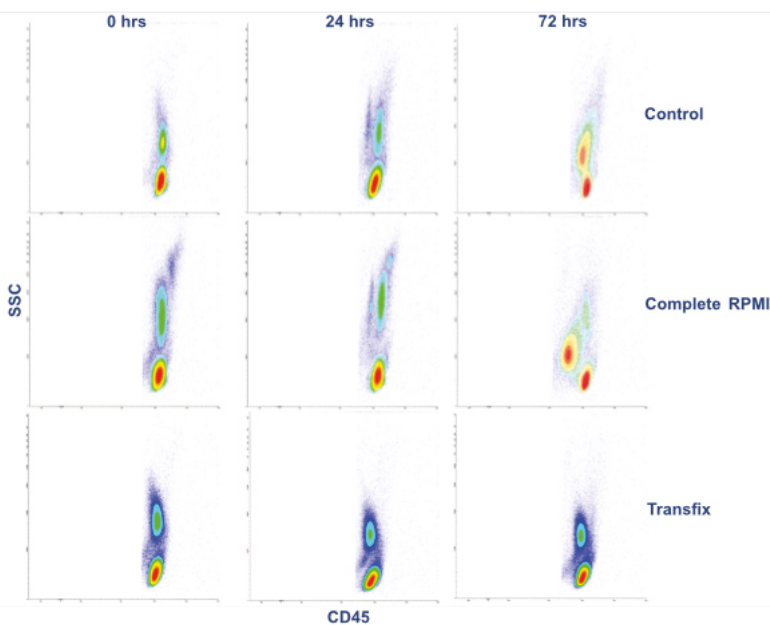 0 hrs 24 hrs 72 hrs
Control
SSC
Complete RPMI
Transfix
CD45